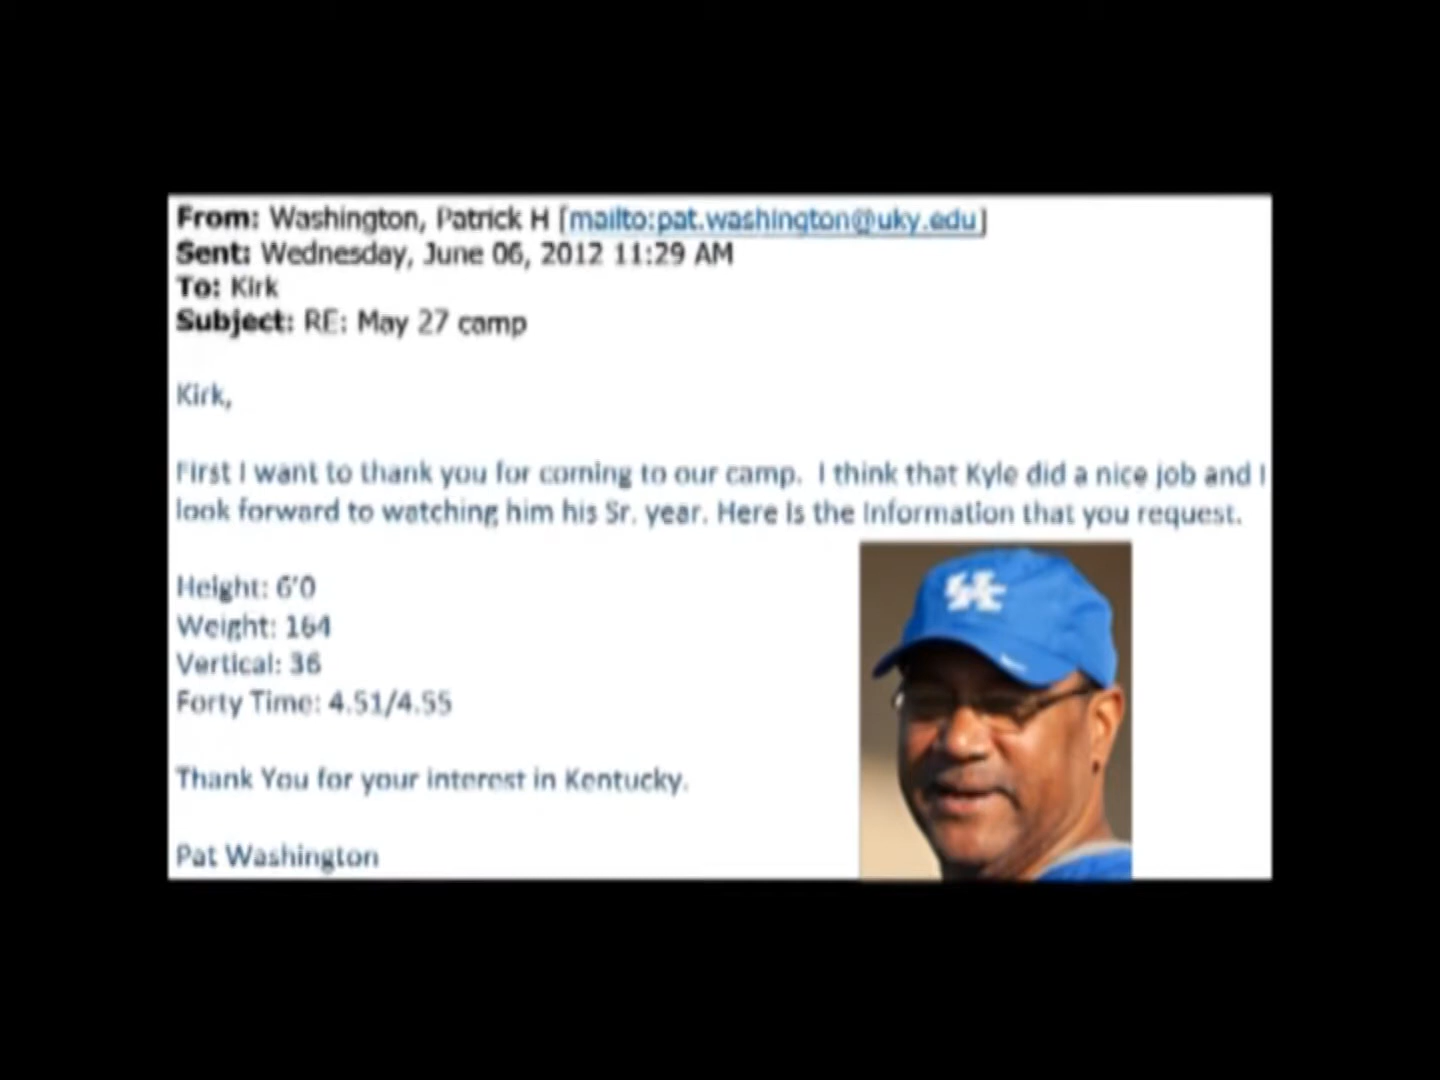 From: Washington, Patrick H [mailto:pat.washington@uky.edu]
Sent: Wednesday, June 06, 2012 11:29 AM
To: Kirk
Subject: RE: May 27 camp
Kirk,
First I want to thank you for coming to our camp.  I think that Kyle did a nice job and I
look forward to watching him his Sr. year. Here is the information that you request.
Height: 6'0
Weight: 164
Vertical: 36
Forty Time: 4.51/4.55
Thank You for your interest in Kentucky.
Pat Washington
UK